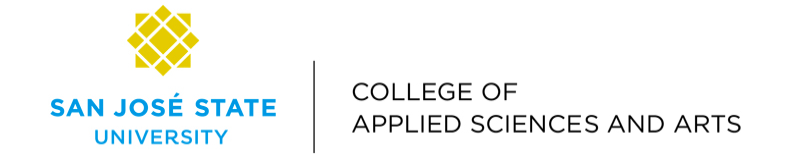 SAN JOSÉ STATE
UNIVERSITY
COLLEGE OF
APPLIED SCIENCES AND ARTS